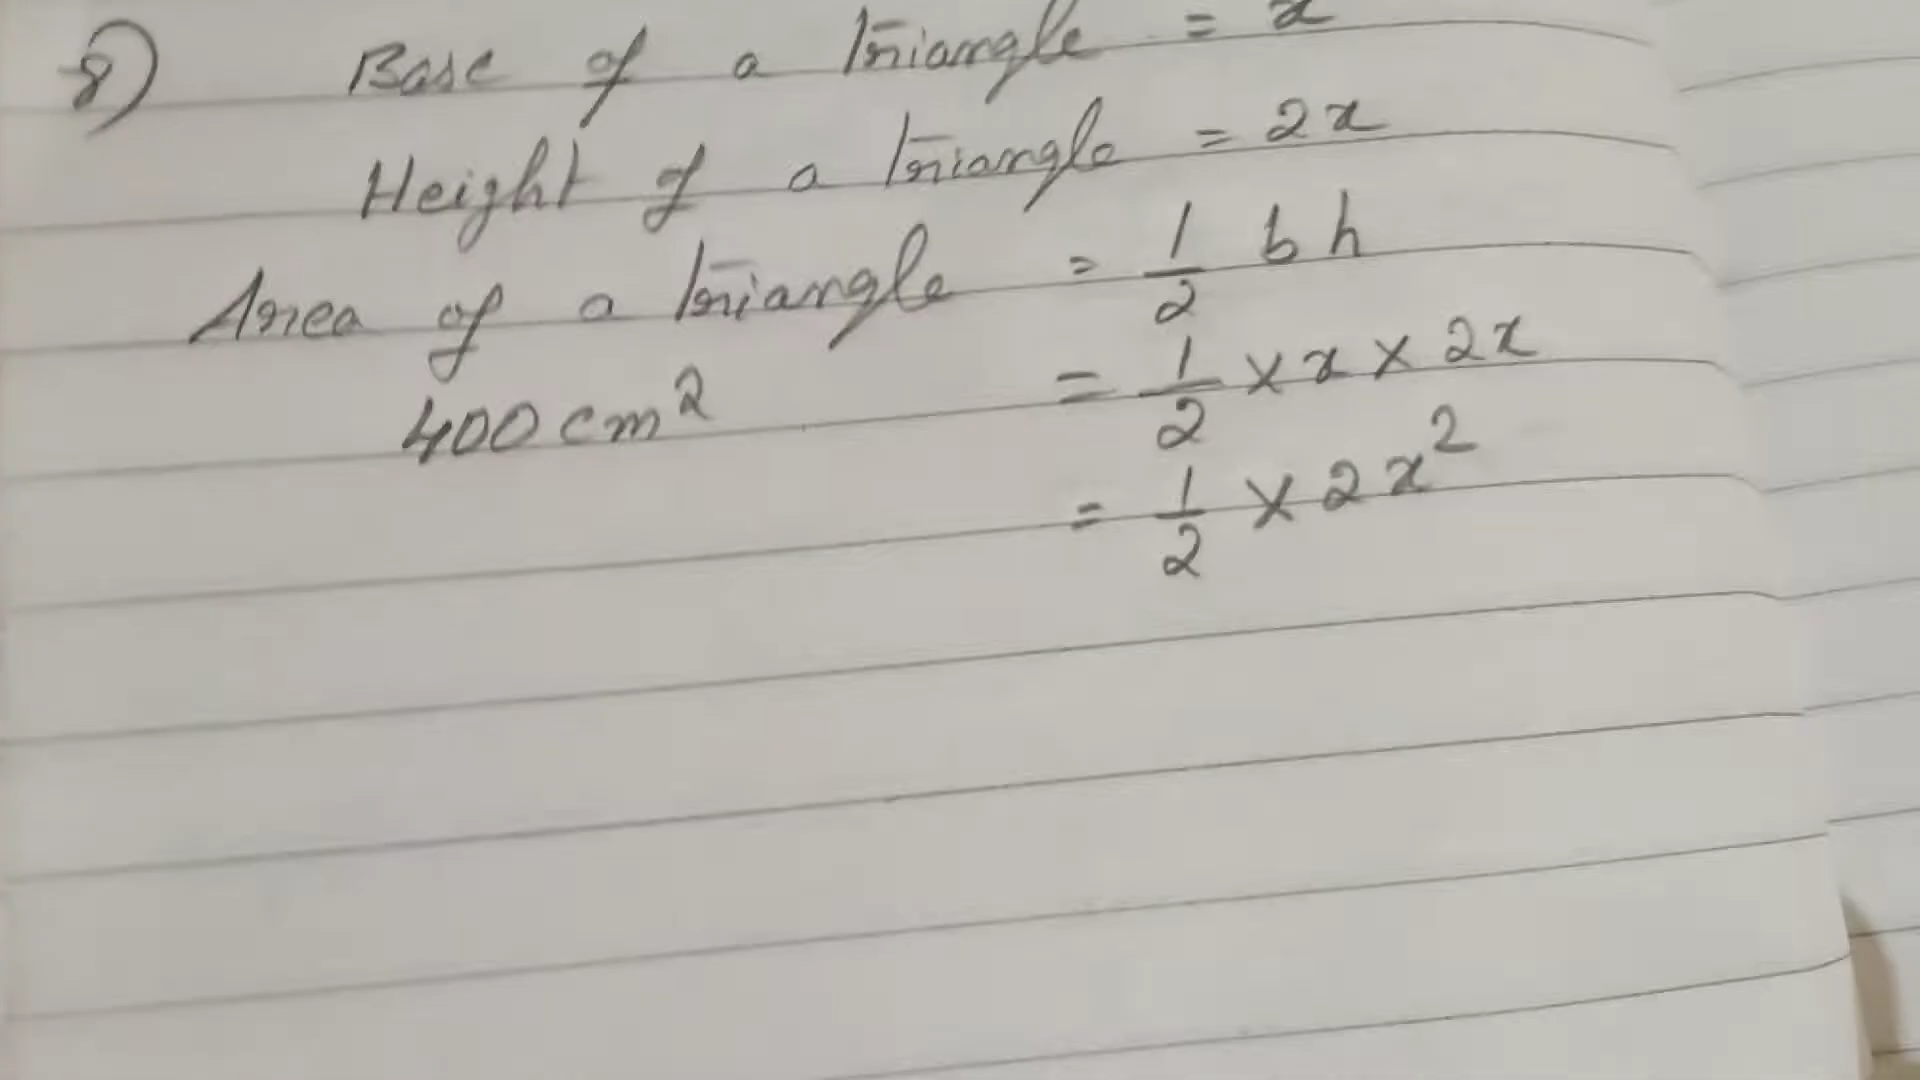 8) Base of a triangle = x
Height of a triangle = 2x
Area of a triangle = 1/2 b h
400 cm² = 1/2 × x × 2x
= 1/2 × 2x²